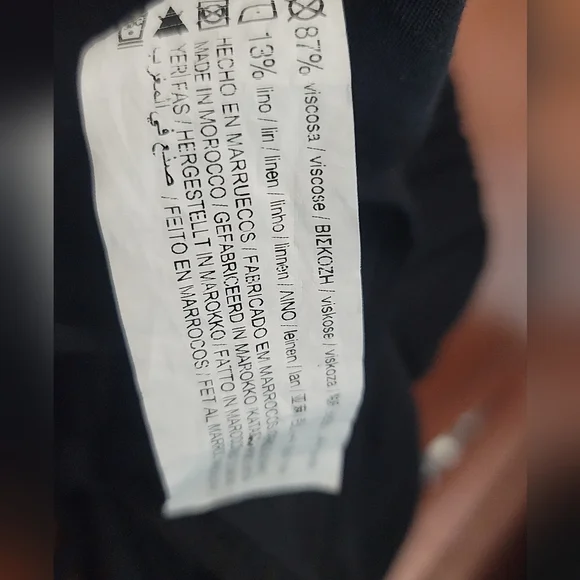 87% viscosa / viscose / ΒΙΣΚΟΖΗ / viskose / viskoza
13% lino / lin / linen / linho / linnen / ΛΙΝΟ / leinen / lan
HECHO EN MARRUECOS / FABRICADO EM MARROCOS
MADE IN MOROCCO / GEFABRICEERD IN MAROKKO
YERİ FAS / HERGESTELLT IN MAROKKO / FATTO IN
صنع في المغرب / FEITO EN MARROCOS / FET AL